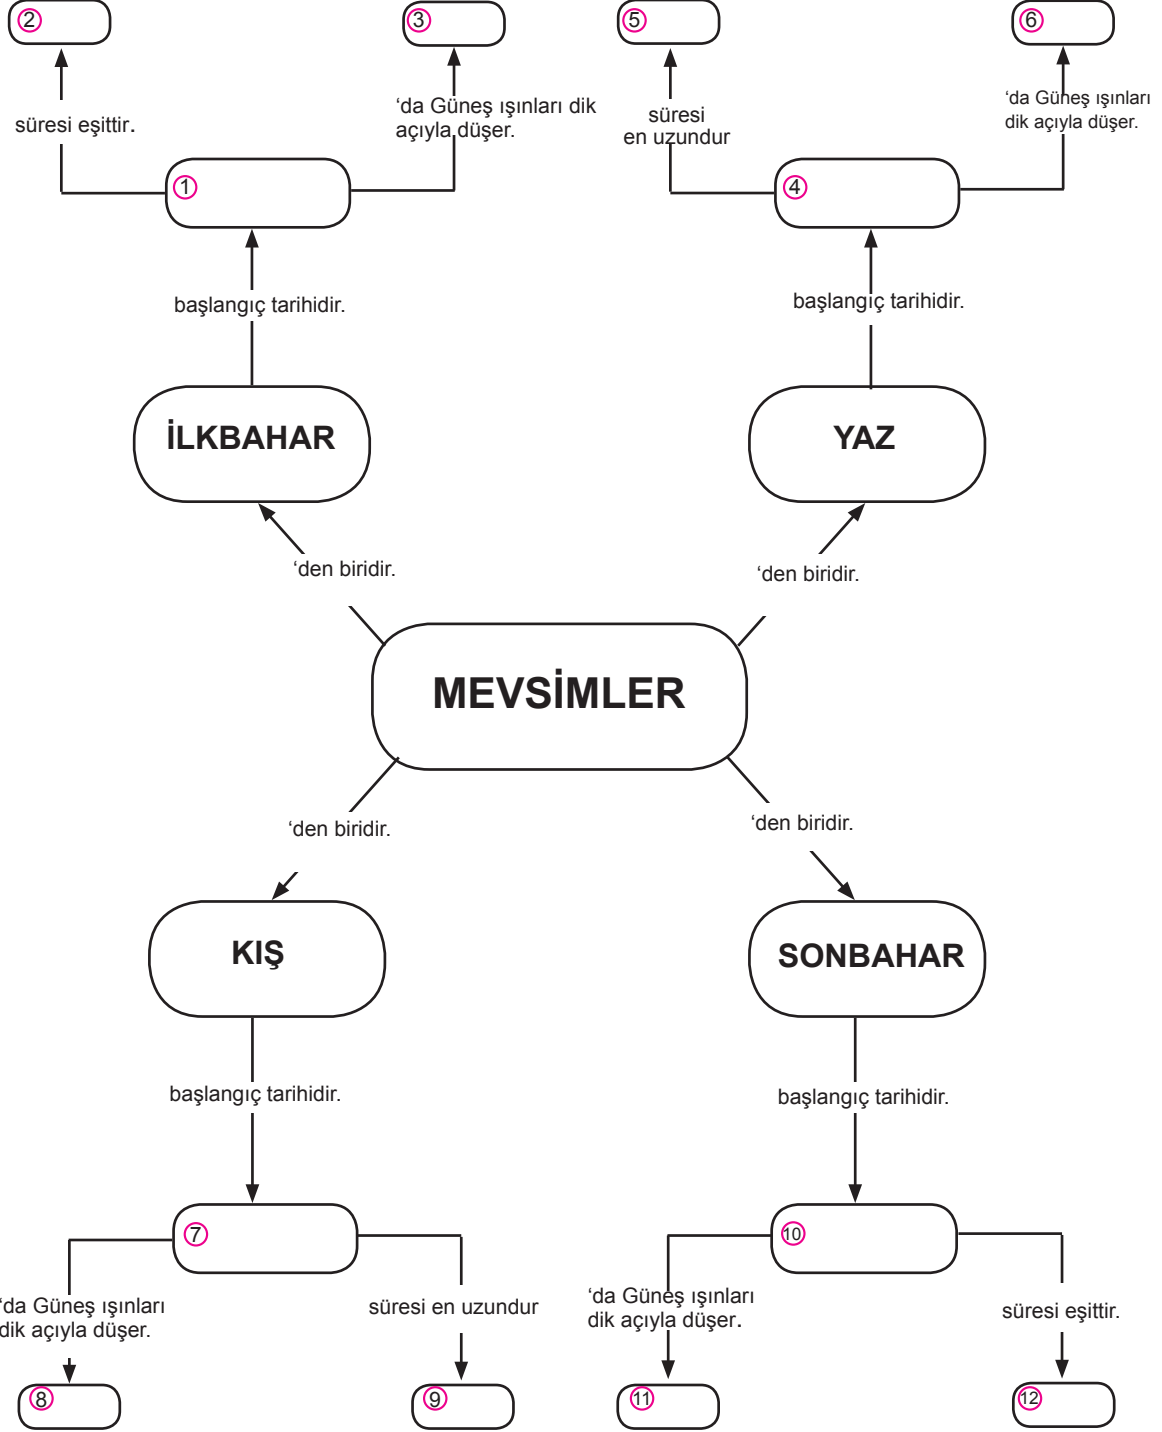 2
3
5
6
süresi eşittir.
‘da Güneş ışınları dik
açıyla düşer.
süresi
en uzundur
‘da Güneş ışınları
dik açıyla düşer.
1
4
başlangıç tarihidir.
başlangıç tarihidir.
İLKBAHAR
YAZ
‘den biridir.
‘den biridir.
MEVSİMLER
‘den biridir.
‘den biridir.
KIŞ
SONBAHAR
başlangıç tarihidir.
başlangıç tarihidir.
7
10
‘da Güneş ışınları
dik açıyla düşer.
süresi en uzundur
‘da Güneş ışınları
dik açıyla düşer.
süresi eşittir.
8
9
11
12